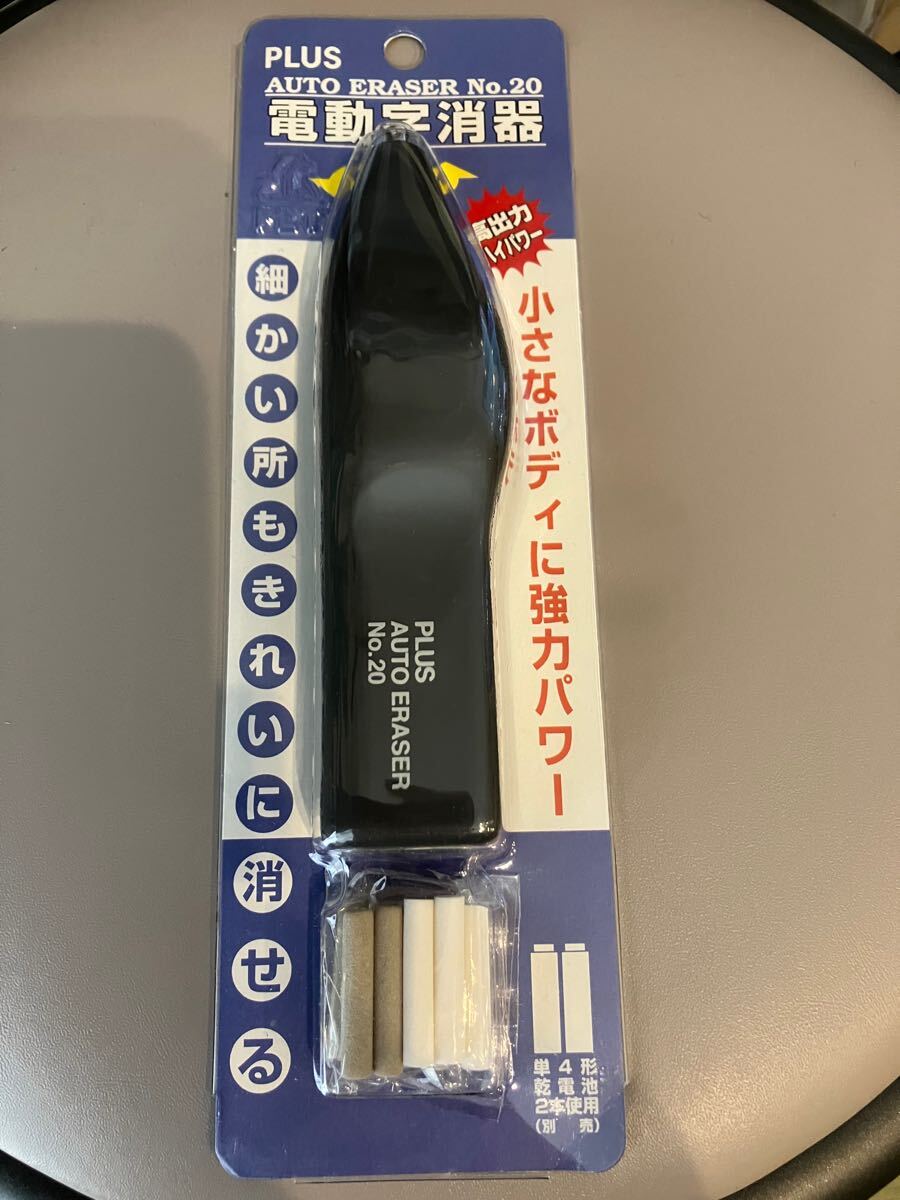 PLUS
AUTO ERASER No.20
電動字消器
高出力
ハイパワー
小さなボディに強力パワー
細かい所もきれいに消せる
PLUS
AUTO ERASER
No.20
単4形
乾電池
2本使用
(別売)